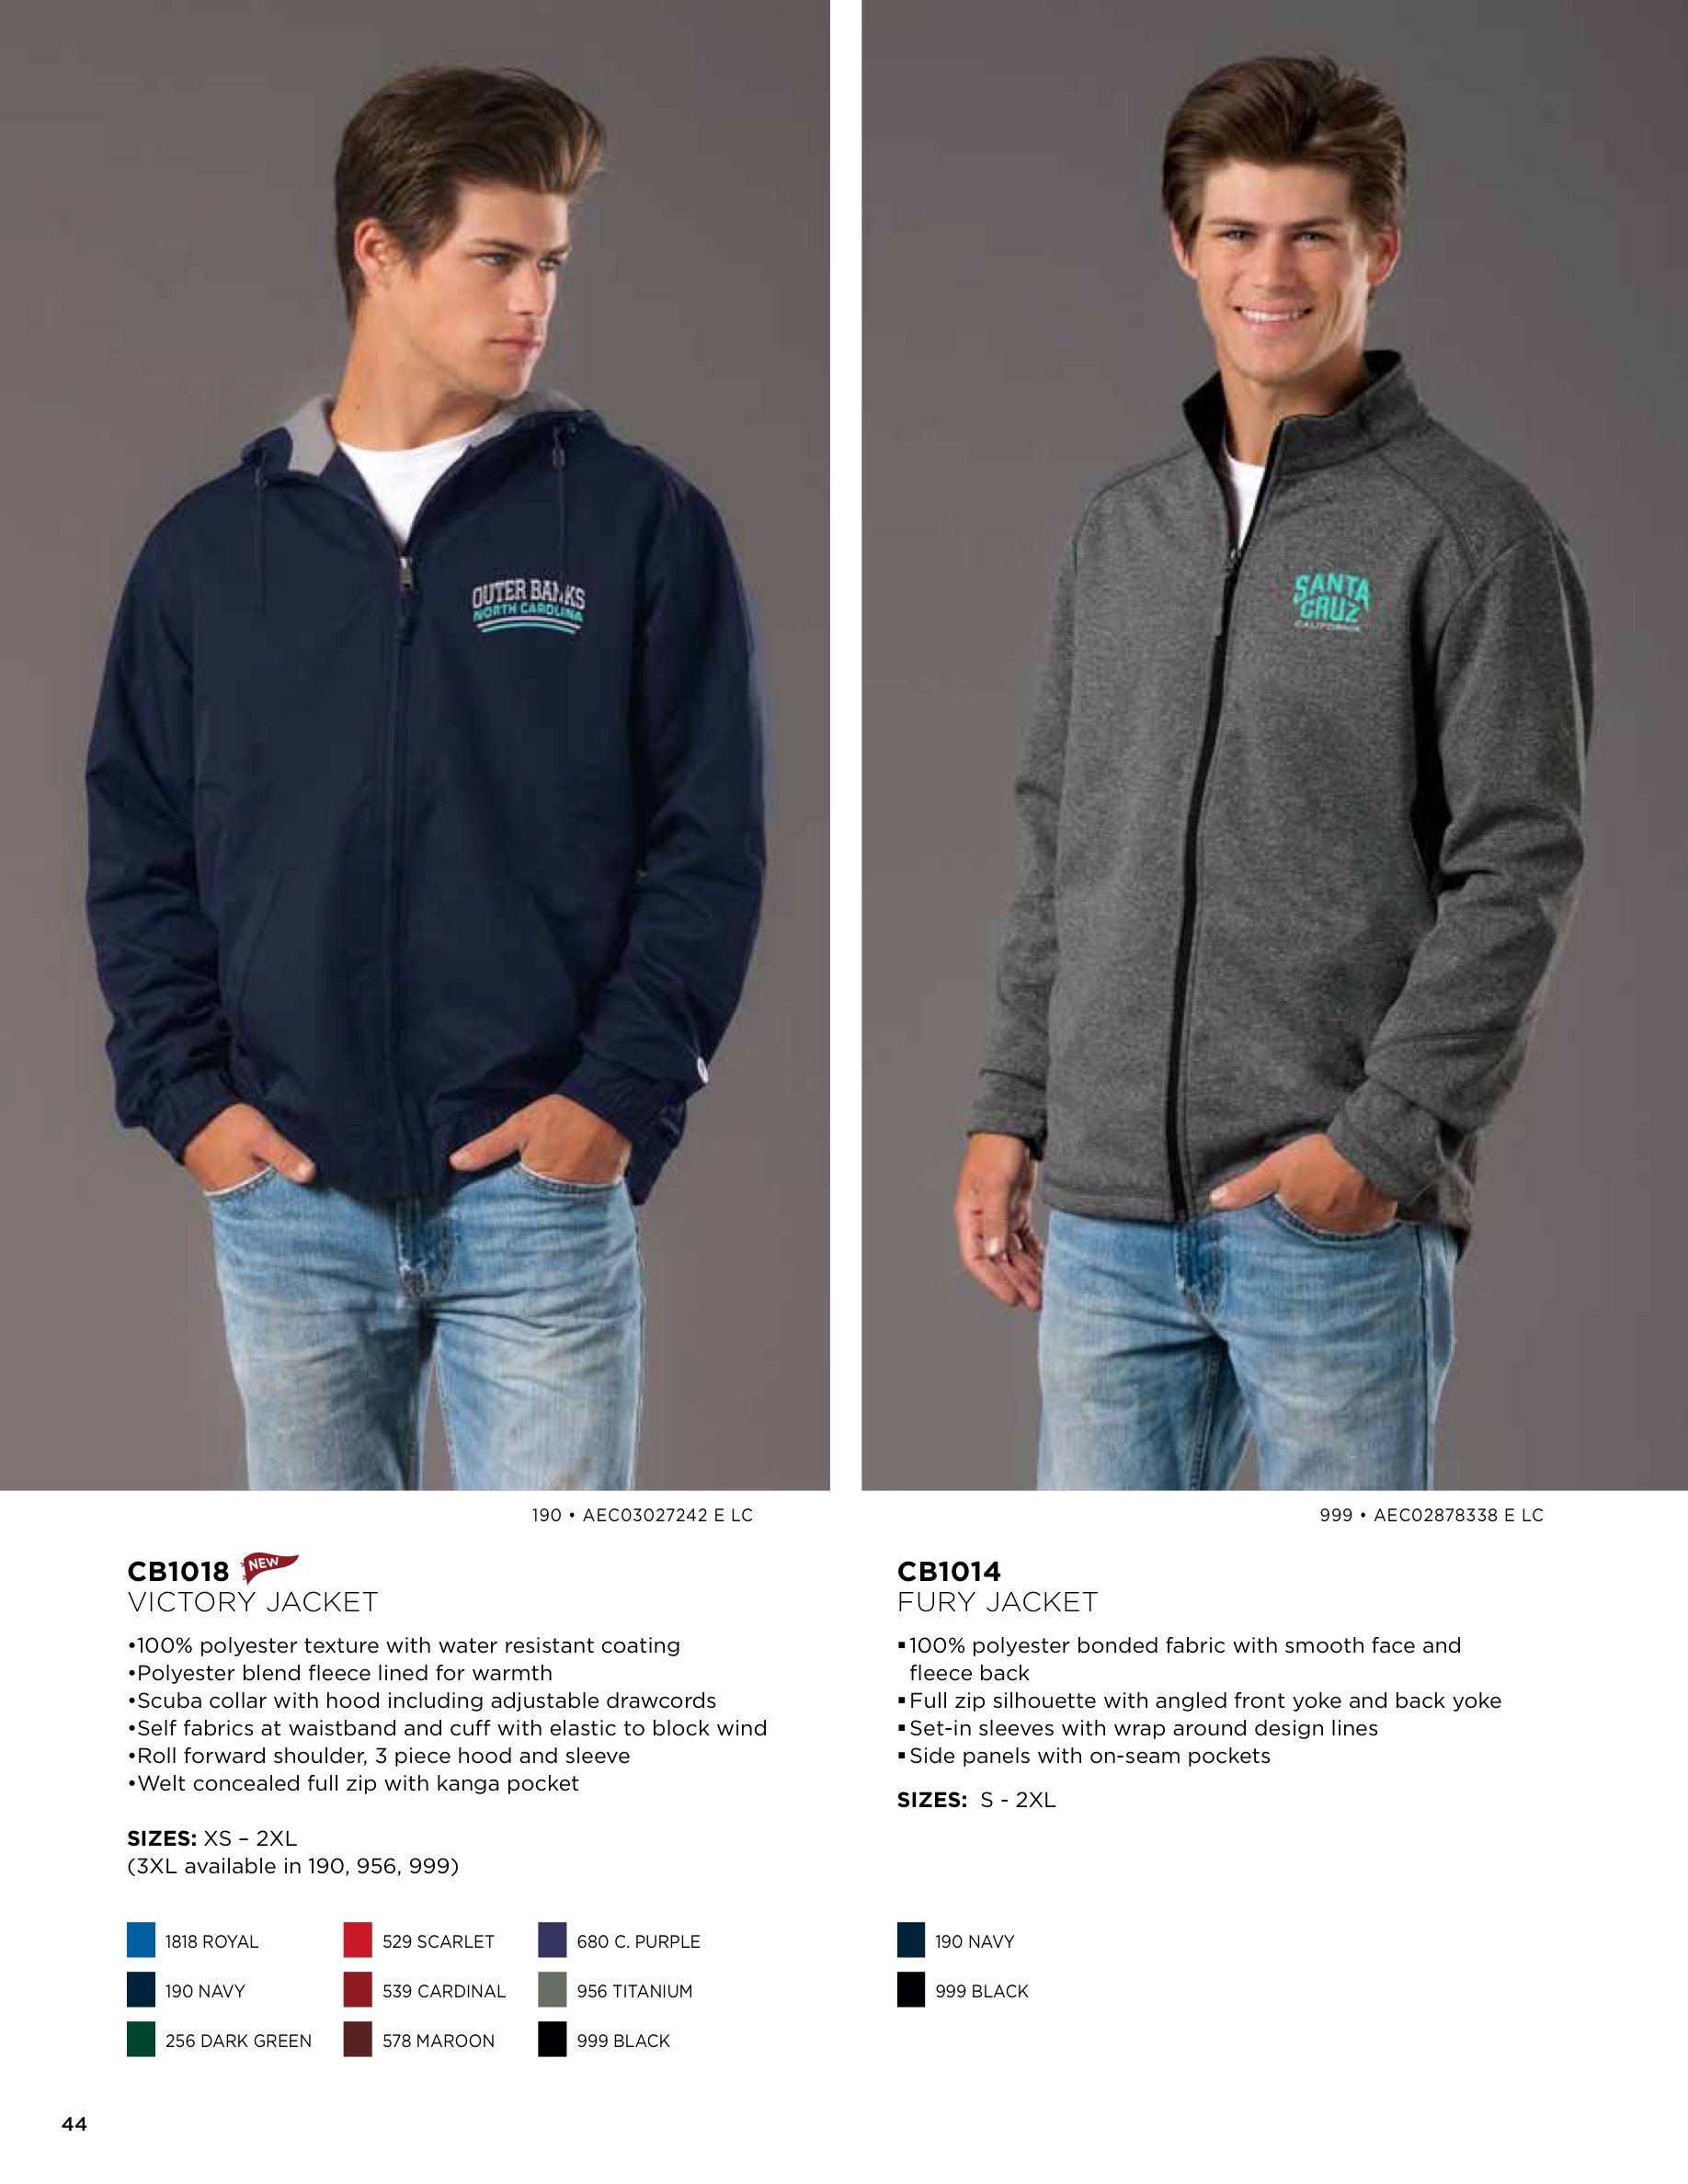 OUTER BANKS
NORTH CAROLINA
SANTA
CRUZ
CALIFORNIA
190 • AEC03027242 E LC
999 • AEC02878338 E LC
CB1018 NEW
VICTORY JACKET
•100% polyester texture with water resistant coating
•Polyester blend fleece lined for warmth
•Scuba collar with hood including adjustable drawcords
•Self fabrics at waistband and cuff with elastic to block wind
•Roll forward shoulder, 3 piece hood and sleeve
•Welt concealed full zip with kanga pocket
SIZES: XS – 2XL
(3XL available in 190, 956, 999)
1818 ROYAL
190 NAVY
256 DARK GREEN
529 SCARLET
539 CARDINAL
578 MAROON
680 C. PURPLE
956 TITANIUM
999 BLACK
CB1014
FURY JACKET
▪100% polyester bonded fabric with smooth face and
fleece back
▪Full zip silhouette with angled front yoke and back yoke
▪Set-in sleeves with wrap around design lines
▪Side panels with on-seam pockets
SIZES: S - 2XL
190 NAVY
999 BLACK
44